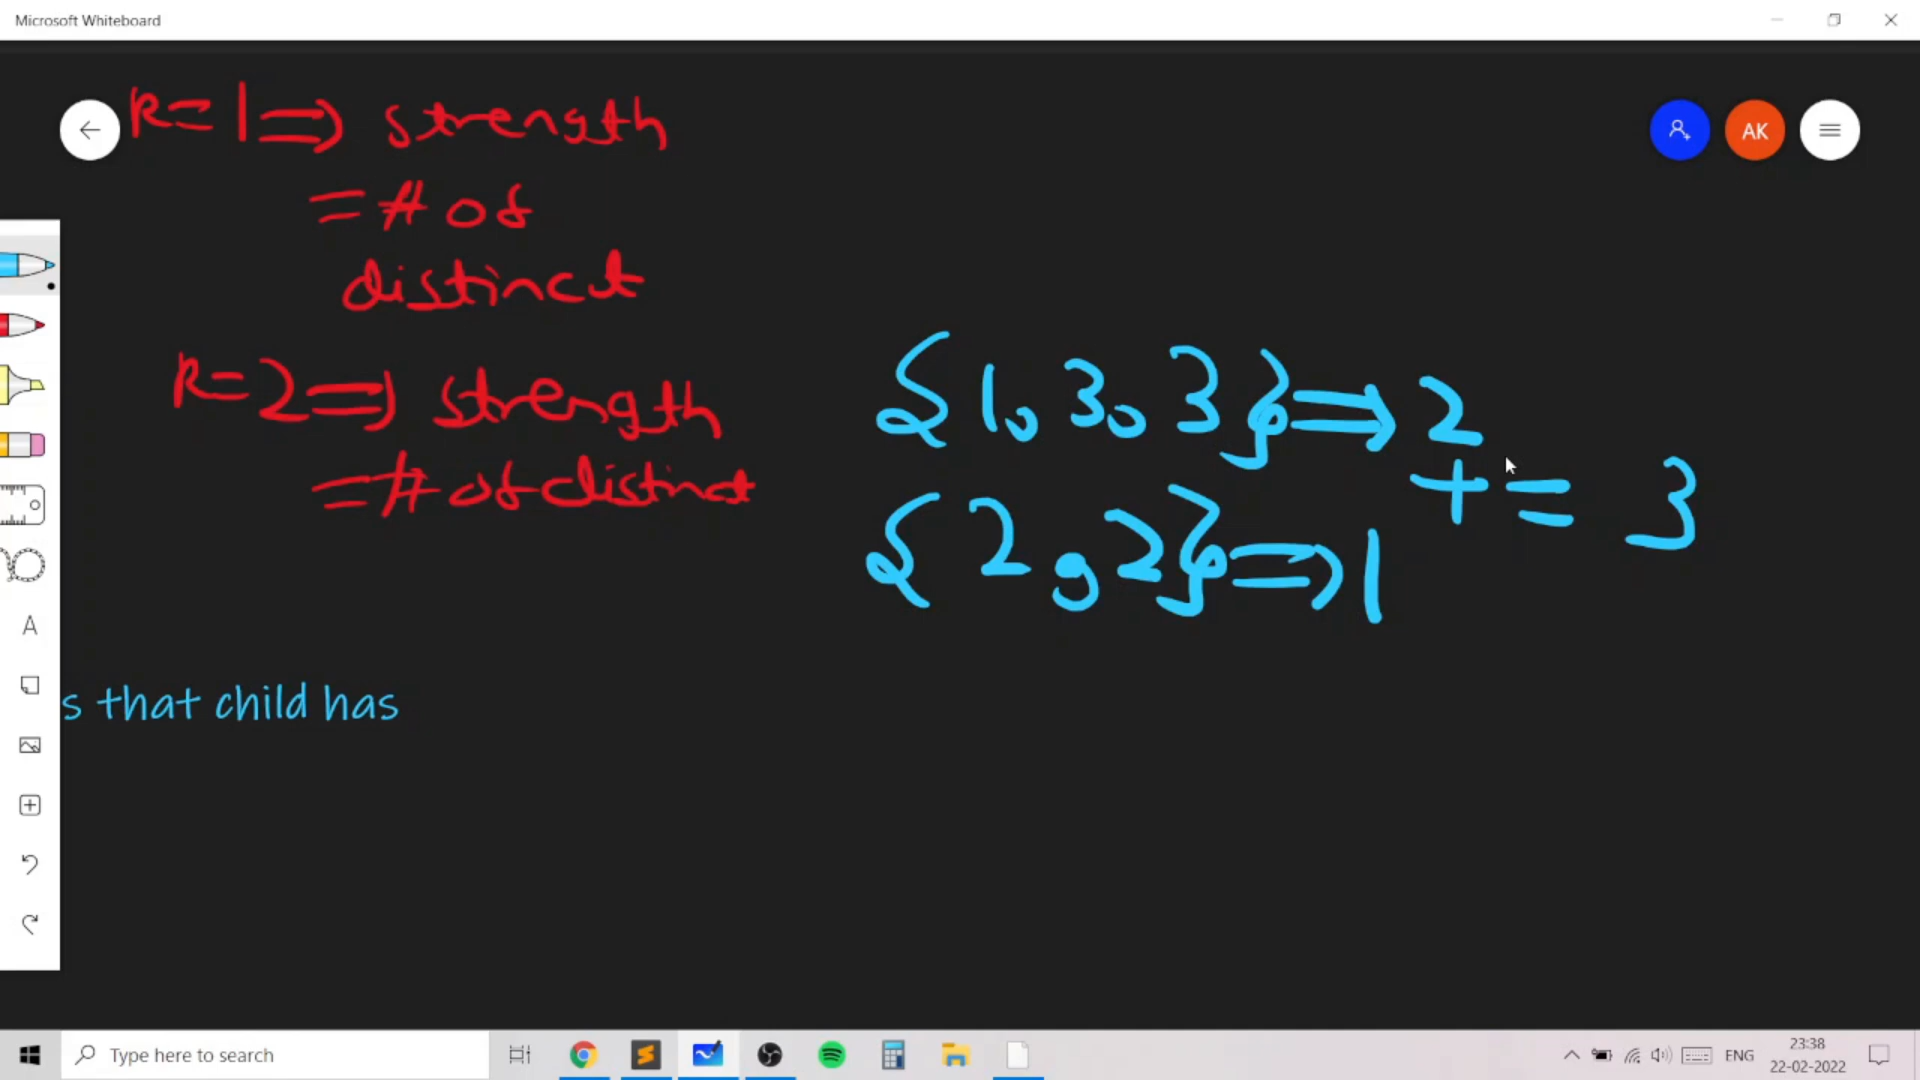 Microsoft Whiteboard
AK
k=1⇒ strength
= # of
distinct
k=2⇒ strength
= # of distinct
{1,3,3}⇒2
+ = 3
{2,2}⇒1
A
s that child has
Type here to search
ENG
23:38
22-02-2022